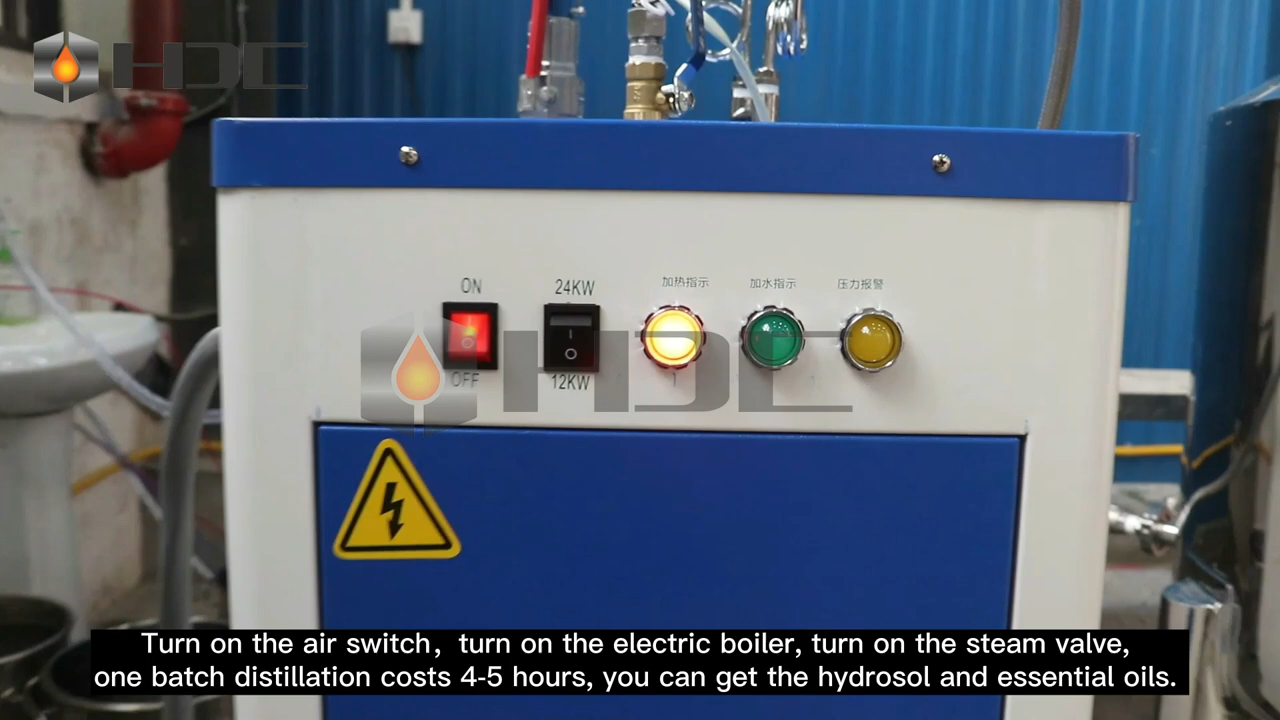 HDC
ON
24KW
加热指示
加水指示
压力报警
HDC
OFF
12KW
Turn on the air switch，turn on the electric boiler, turn on the steam valve,
one batch distillation costs 4-5 hours, you can get the hydrosol and essential oils.